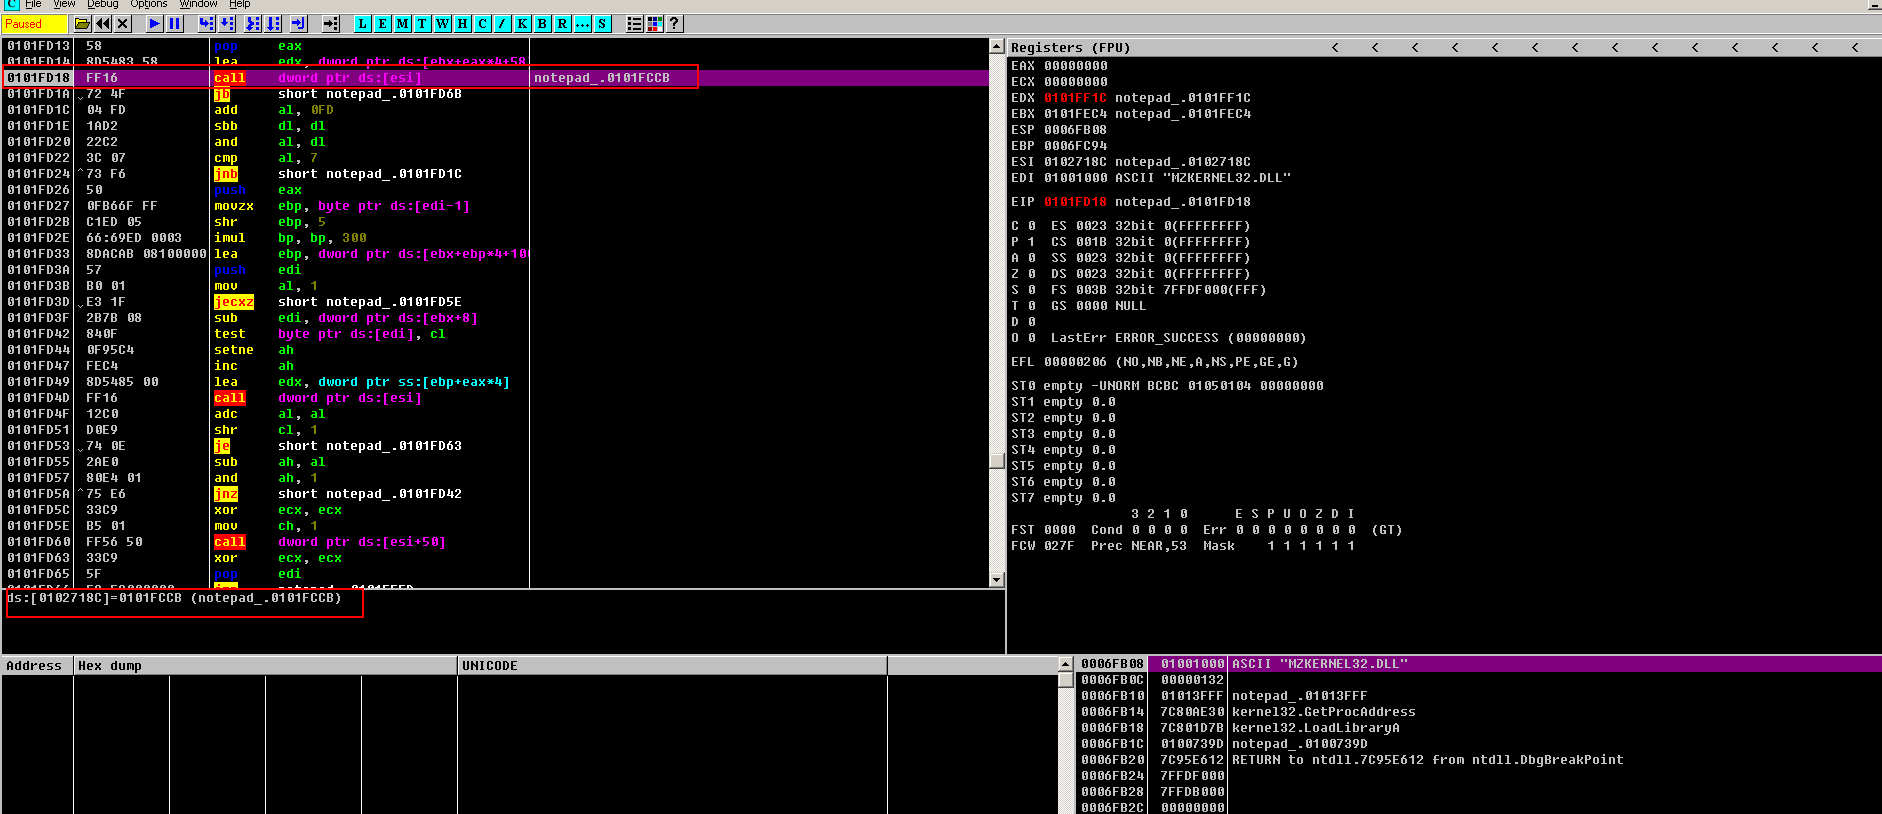 C File View Debug Options Window Help
Paused L E M T W H C / K B R ... S ?
0101FD13 58 pop eax
0101FD14 8D5483 58 lea edx, dword ptr ds:[ebx+eax*4+58
0101FD18 FF16 call dword ptr ds:[esi] notepad_.0101FCCB
0101FD1A 72 4F jb short notepad_.0101FD6B
0101FD1C 04 FD add al, 0FD
0101FD1E 1AD2 sbb dl, dl
0101FD20 22C2 and al, dl
0101FD22 3C 07 cmp al, 7
0101FD24 ^73 F6 jnb short notepad_.0101FD1C
0101FD26 50 push eax
0101FD27 0FB66F FF movzx ebp, byte ptr ds:[edi-1]
0101FD2B C1ED 05 shr ebp, 5
0101FD2E 66:69ED 0003 imul bp, bp, 300
0101FD33 8DACAB 08100000 lea ebp, dword ptr ds:[ebx+ebp*4+100
0101FD3A 57 push edi
0101FD3B B0 01 mov al, 1
0101FD3D E3 1F jecxz short notepad_.0101FD5E
0101FD3F 2B7B 08 sub edi, dword ptr ds:[ebx+8]
0101FD42 840F test byte ptr ds:[edi], cl
0101FD44 0F95C4 setne ah
0101FD47 FEC4 inc ah
0101FD49 8D5485 00 lea edx, dword ptr ss:[ebp+eax*4]
0101FD4D FF16 call dword ptr ds:[esi]
0101FD4F 12C0 adc al, al
0101FD51 D0E9 shr cl, 1
0101FD53 74 0E je short notepad_.0101FD63
0101FD55 2AE0 sub ah, al
0101FD57 80E4 01 and ah, 1
0101FD5A ^75 E6 jnz short notepad_.0101FD42
0101FD5C 33C9 xor ecx, ecx
0101FD5E B5 01 mov ch, 1
0101FD60 FF56 50 call dword ptr ds:[esi+50]
0101FD63 33C9 xor ecx, ecx
0101FD65 5F pop edi
ds:[0102718C]=0101FCCB (notepad_.0101FCCB)
Registers (FPU) < < < < < < < < < < < < < <
EAX 00000000
ECX 00000000
EDX 0101FF1C notepad_.0101FF1C
EBX 0101FEC4 notepad_.0101FEC4
ESP 0006FB08
EBP 0006FC94
ESI 0102718C notepad_.0102718C
EDI 01001000 ASCII "MZKERNEL32.DLL"
EIP 0101FD18 notepad_.0101FD18
C 0 ES 0023 32bit 0(FFFFFFFF)
P 1 CS 001B 32bit 0(FFFFFFFF)
A 0 SS 0023 32bit 0(FFFFFFFF)
Z 0 DS 0023 32bit 0(FFFFFFFF)
S 0 FS 003B 32bit 7FFDF000(FFF)
T 0 GS 0000 NULL
D 0
O 0 LastErr ERROR_SUCCESS (00000000)
EFL 00000206 (NO,NB,NE,A,NS,PE,GE,G)
ST0 empty -UNORM BCBC 01050104 00000000
ST1 empty 0.0
ST2 empty 0.0
ST3 empty 0.0
ST4 empty 0.0
ST5 empty 0.0
ST6 empty 0.0
ST7 empty 0.0
3 2 1 0 E S P U O Z D I
FST 0000 Cond 0 0 0 0 Err 0 0 0 0 0 0 0 0 (GT)
FCW 027F Prec NEAR,53 Mask 1 1 1 1 1 1
Address Hex dump UNICODE
0006FB08 01001000 ASCII "MZKERNEL32.DLL"
0006FB0C 00000132
0006FB10 01013FFF notepad_.01013FFF
0006FB14 7C80AE30 kernel32.GetProcAddress
0006FB18 7C801D7B kernel32.LoadLibraryA
0006FB1C 0100739D notepad_.0100739D
0006FB20 7C95E612 RETURN to ntdll.7C95E612 from ntdll.DbgBreakPoint
0006FB24 7FFDF000
0006FB28 7FFDB000
0006FB2C 00000000